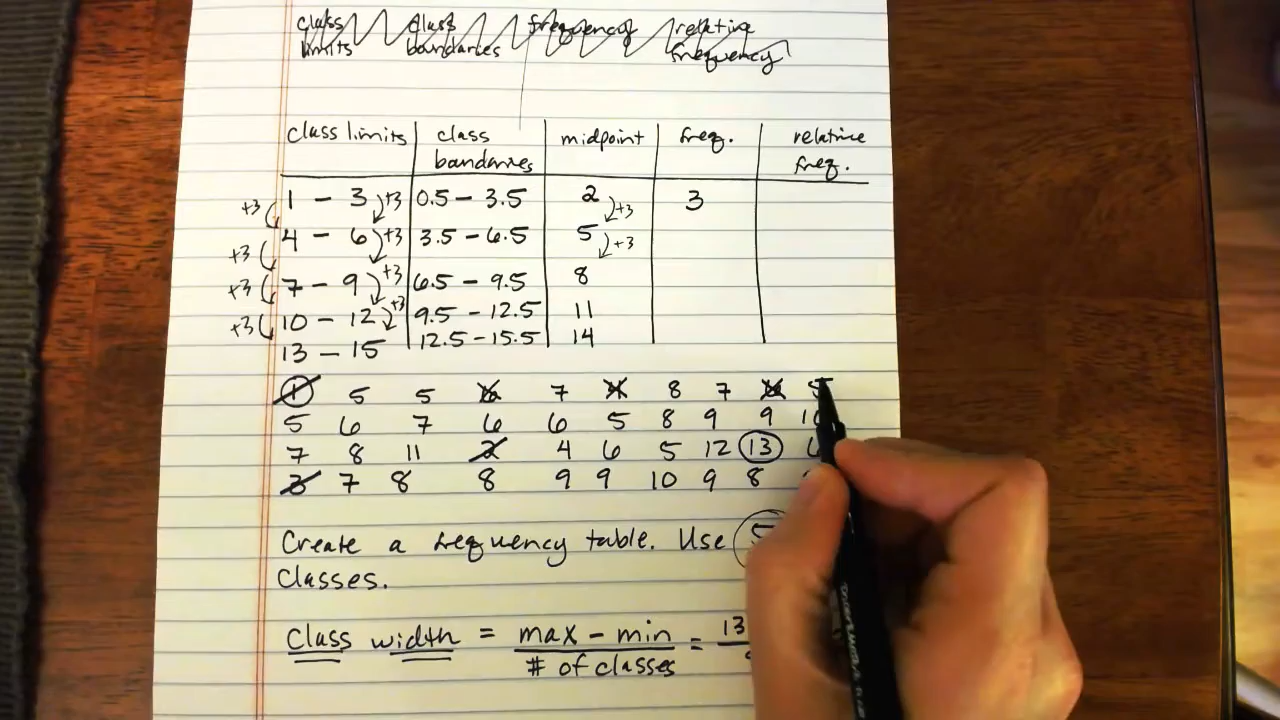 class class frequency relative
limits boundaries frequency
class limits class midpoint freq. relative
bandaries freq.
1 - 3 +3 0.5 - 3.5 2 +3 3
+3 4 - 6 +3 3.5 - 6.5 5 +3
+3 7 - 9 +3 6.5 - 9.5 8
+3 10 - 12 +3 9.5 - 12.5 11
+3 13 - 15 12.5 - 15.5 14
1 5 5 6 7 4 8 7 6 5
5 6 7 6 6 5 8 9 9 10
7 8 11 2 4 6 5 12 13 6
3 7 8 8 9 9 10 9 8
Create a frequency table. Use 5
classes.
Class width = max - min = 13
# of classes